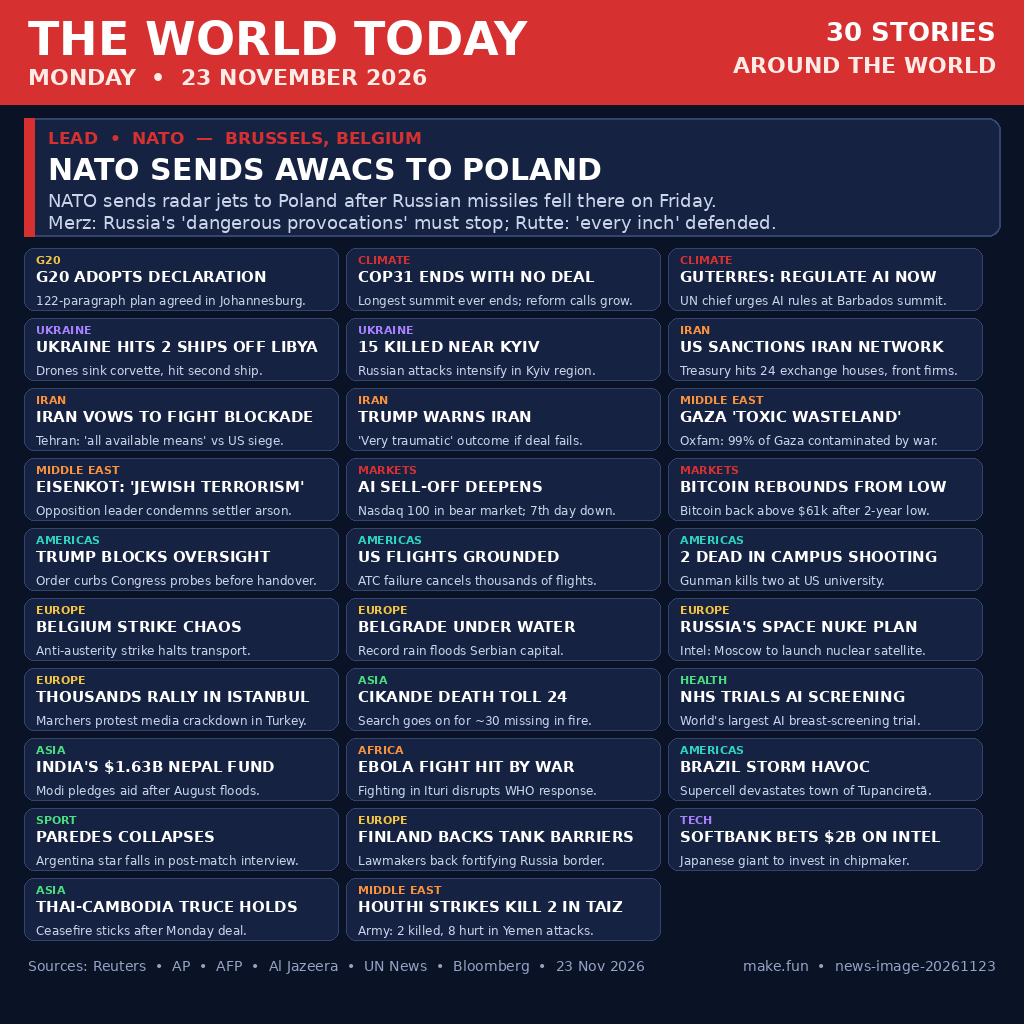 THE WORLD TODAY
MONDAY • 23 NOVEMBER 2026
30 STORIES
AROUND THE WORLD
LEAD • NATO — BRUSSELS, BELGIUM
NATO SENDS AWACS TO POLAND
NATO sends radar jets to Poland after Russian missiles fell there on Friday.
Merz: Russia's 'dangerous provocations' must stop; Rutte: 'every inch' defended.
G20
G20 ADOPTS DECLARATION
122-paragraph plan agreed in Johannesburg.
CLIMATE
COP31 ENDS WITH NO DEAL
Longest summit ever ends; reform calls grow.
CLIMATE
GUTERRES: REGULATE AI NOW
UN chief urges AI rules at Barbados summit.
UKRAINE
UKRAINE HITS 2 SHIPS OFF LIBYA
Drones sink corvette, hit second ship.
UKRAINE
15 KILLED NEAR KYIV
Russian attacks intensify in Kyiv region.
IRAN
US SANCTIONS IRAN NETWORK
Treasury hits 24 exchange houses, front firms.
IRAN
IRAN VOWS TO FIGHT BLOCKADE
Tehran: 'all available means' vs US siege.
IRAN
TRUMP WARNS IRAN
'Very traumatic' outcome if deal fails.
MIDDLE EAST
GAZA 'TOXIC WASTELAND'
Oxfam: 99% of Gaza contaminated by war.
MIDDLE EAST
EISENKOT: 'JEWISH TERRORISM'
Opposition leader condemns settler arson.
MARKETS
AI SELL-OFF DEEPENS
Nasdaq 100 in bear market; 7th day down.
MARKETS
BITCOIN REBOUNDS FROM LOW
Bitcoin back above $61k after 2-year low.
AMERICAS
TRUMP BLOCKS OVERSIGHT
Order curbs Congress probes before handover.
AMERICAS
US FLIGHTS GROUNDED
ATC failure cancels thousands of flights.
AMERICAS
2 DEAD IN CAMPUS SHOOTING
Gunman kills two at US university.
EUROPE
BELGIUM STRIKE CHAOS
Anti-austerity strike halts transport.
EUROPE
BELGRADE UNDER WATER
Record rain floods Serbian capital.
EUROPE
RUSSIA'S SPACE NUKE PLAN
Intel: Moscow to launch nuclear satellite.
EUROPE
THOUSANDS RALLY IN ISTANBUL
Marchers protest media crackdown in Turkey.
ASIA
CIKANDE DEATH TOLL 24
Search goes on for ~30 missing in fire.
HEALTH
NHS TRIALS AI SCREENING
World's largest AI breast-screening trial.
ASIA
INDIA'S $1.63B NEPAL FUND
Modi pledges aid after August floods.
AFRICA
EBOLA FIGHT HIT BY WAR
Fighting in Ituri disrupts WHO response.
AMERICAS
BRAZIL STORM HAVOC
Supercell devastates town of Tupanciretã.
SPORT
PAREDES COLLAPSES
Argentina star falls in post-match interview.
EUROPE
FINLAND BACKS TANK BARRIERS
Lawmakers back fortifying Russia border.
TECH
SOFTBANK BETS $2B ON INTEL
Japanese giant to invest in chipmaker.
ASIA
THAI-CAMBODIA TRUCE HOLDS
Ceasefire sticks after Monday deal.
MIDDLE EAST
HOUTHI STRIKES KILL 2 IN TAIZ
Army: 2 killed, 8 hurt in Yemen attacks.
Sources: Reuters • AP • AFP • Al Jazeera • UN News • Bloomberg • 23 Nov 2026
make.fun • news-image-20261123